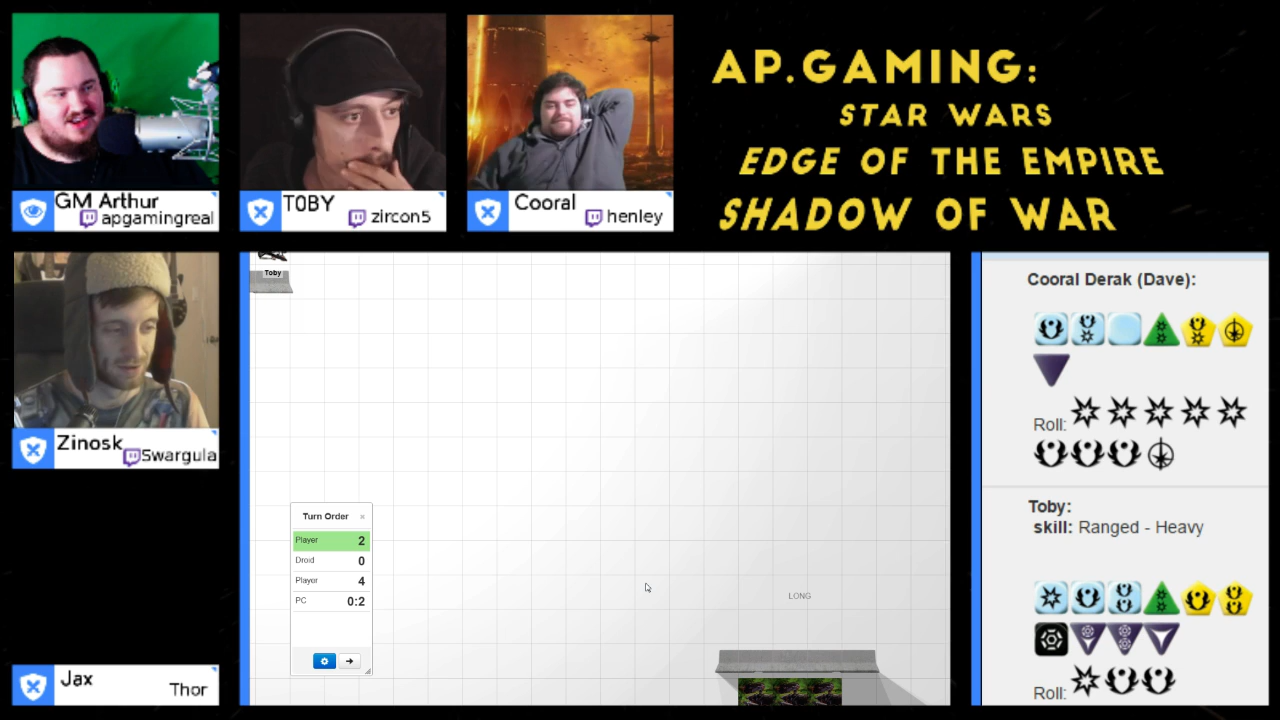 AP.GAMING:
STAR WARS
EDGE OF THE EMPIRE
SHADOW OF WAR
GM Arthur
apgamingreal
TOBY
zircon5
Cooral
henley
Zinosk
Swargula
Jax
Thor
Toby
Turn Order ×
Player 2
Droid 0
Player 4
PC 0:2
LONG
Cooral Derak (Dave):
Roll:
Toby:
skill: Ranged - Heavy
Roll: